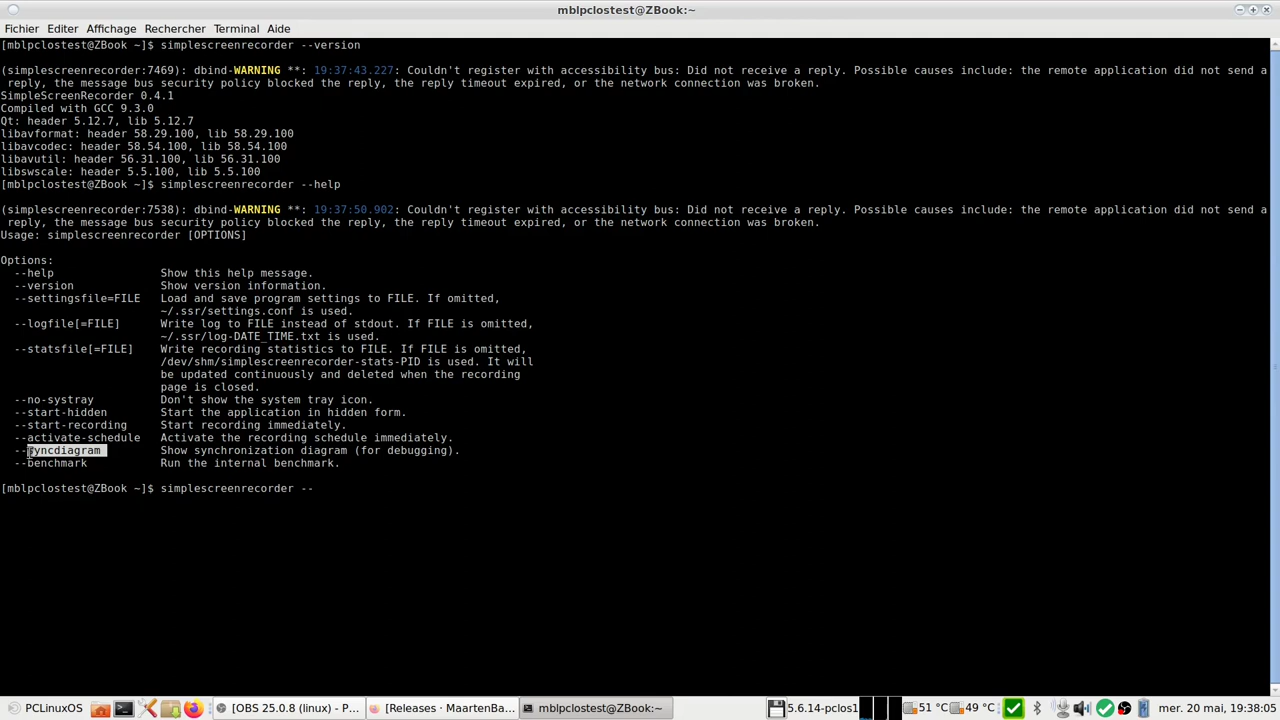 mblpclostest@ZBook:~
Fichier Editer Affichage Rechercher Terminal Aide
[mblpclostest@ZBook ~]$ simplescreenrecorder --version
(simplescreenrecorder:7469): dbind-WARNING **: 19:37:43.227: Couldn't register with accessibility bus: Did not receive a reply. Possible causes include: the remote application did not send a
reply, the message bus security policy blocked the reply, the reply timeout expired, or the network connection was broken.
SimpleScreenRecorder 0.4.1
Compiled with GCC 9.3.0
Qt: header 5.12.7, lib 5.12.7
libavformat: header 58.29.100, lib 58.29.100
libavcodec: header 58.54.100, lib 58.54.100
libavutil: header 56.31.100, lib 56.31.100
libswscale: header 5.5.100, lib 5.5.100
[mblpclostest@ZBook ~]$ simplescreenrecorder --help
(simplescreenrecorder:7538): dbind-WARNING **: 19:37:50.902: Couldn't register with accessibility bus: Did not receive a reply. Possible causes include: the remote application did not send a
reply, the message bus security policy blocked the reply, the reply timeout expired, or the network connection was broken.
Usage: simplescreenrecorder [OPTIONS]
Options:
--help Show this help message.
--version Show version information.
--settingsfile=FILE Load and save program settings to FILE. If omitted,
~/.ssr/settings.conf is used.
--logfile[=FILE] Write log to FILE instead of stdout. If FILE is omitted,
~/.ssr/log-DATE_TIME.txt is used.
--statsfile[=FILE] Write recording statistics to FILE. If FILE is omitted,
/dev/shm/simplescreenrecorder-stats-PID is used. It will
be updated continuously and deleted when the recording
page is closed.
--no-systray Don't show the system tray icon.
--start-hidden Start the application in hidden form.
--start-recording Start recording immediately.
--activate-schedule Activate the recording schedule immediately.
--syncdiagram Show synchronization diagram (for debugging).
--benchmark Run the internal benchmark.
[mblpclostest@ZBook ~]$ simplescreenrecorder --
PCLinuxOS [OBS 25.0.8 (linux) - P... [Releases · MaartenBa... mblpclostest@ZBook:~ 5.6.14-pclos1 51 °C 49 °C mer. 20 mai, 19:38:05